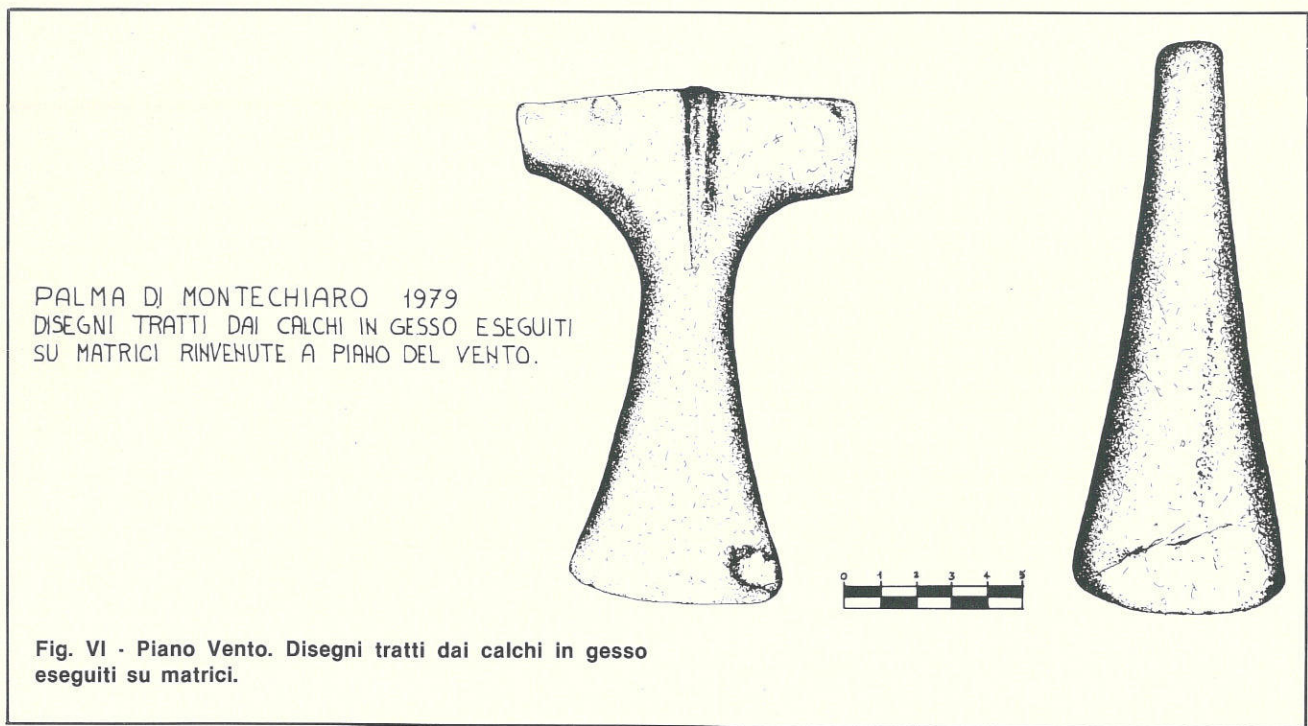 PALMA DI MONTECHIARO 1979
DISEGNI TRATTI DAI CALCHI IN GESSO ESEGUITI
SU MATRICI RINVENUTE A PIANO DEL VENTO.
0 1 2 3 4 5
Fig. VI - Piano Vento. Disegni tratti dai calchi in gesso
eseguiti su matrici.